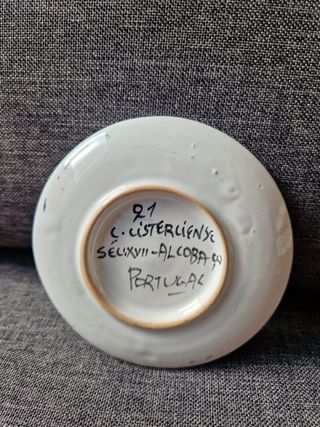 21
C. CISTERCIENSE
SÉC.XVII-ALCOBAÇA
PORTUGAL